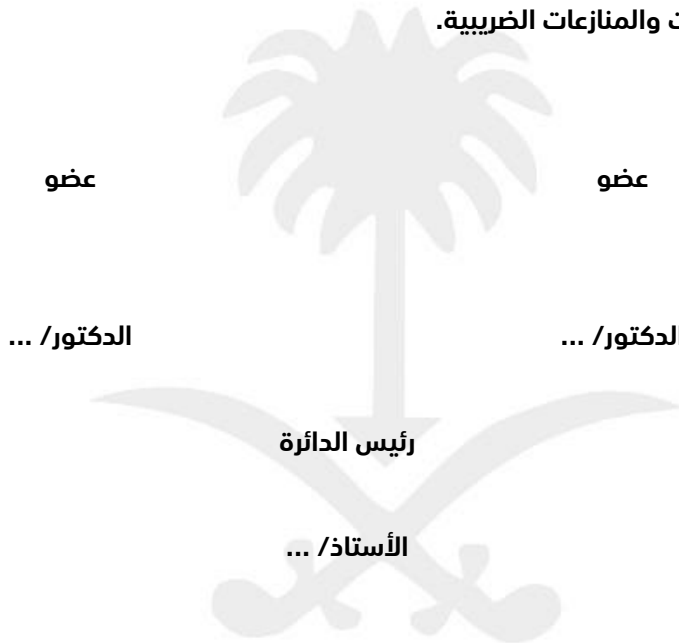 والمنازعات الضريبية.
عضو عضو
الدكتور/ ... الدكتور/ ...
رئيس الدائرة
الأستاذ/ ...